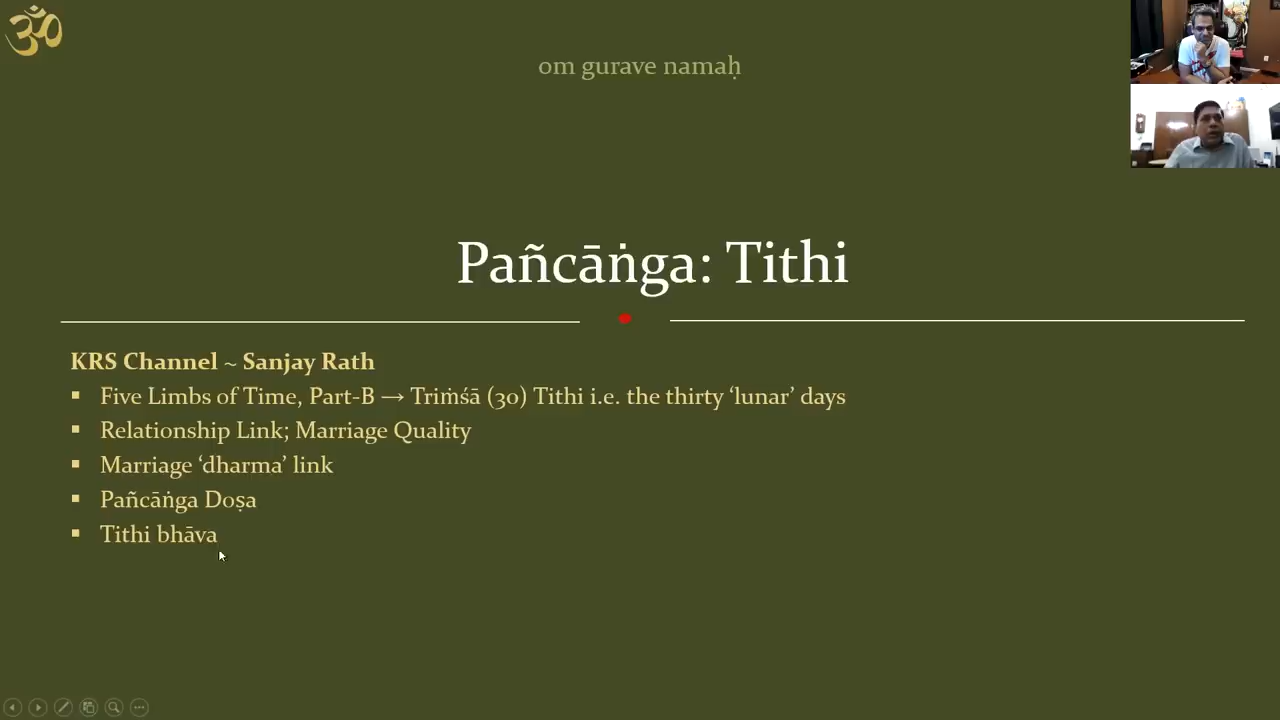 ॐ
om gurave namaḥ
Pañcāṅga: Tithi
KRS Channel ~ Sanjay Rath
▪ Five Limbs of Time, Part-B → Triṁśā (30) Tithi i.e. the thirty ‘lunar’ days
▪ Relationship Link; Marriage Quality
▪ Marriage ‘dharma’ link
▪ Pañcāṅga Doṣa
▪ Tithi bhāva